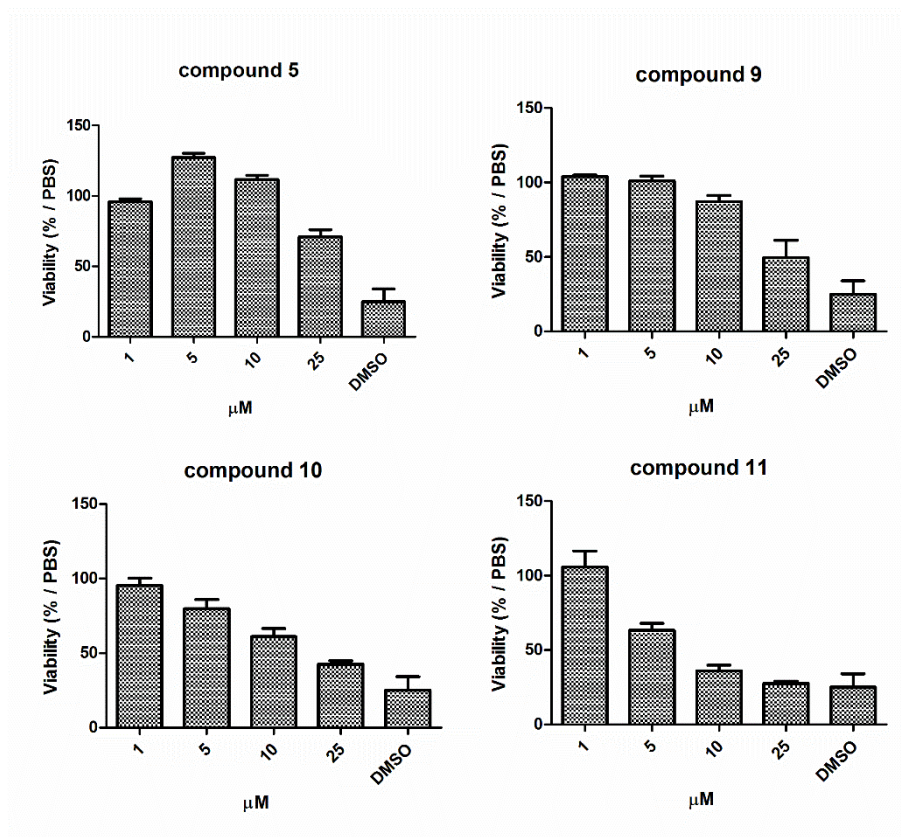 compound 5
150
100
50
0
Viability (% / PBS)
1
5
10
25
DMSO
μM
compound 9
150
100
50
0
Viability (% / PBS)
1
5
10
25
DMSO
μM
compound 10
150
100
50
0
Viability (% / PBS)
1
5
10
25
DMSO
μM
compound 11
150
100
50
0
Viability (% / PBS)
1
5
10
25
DMSO
μM